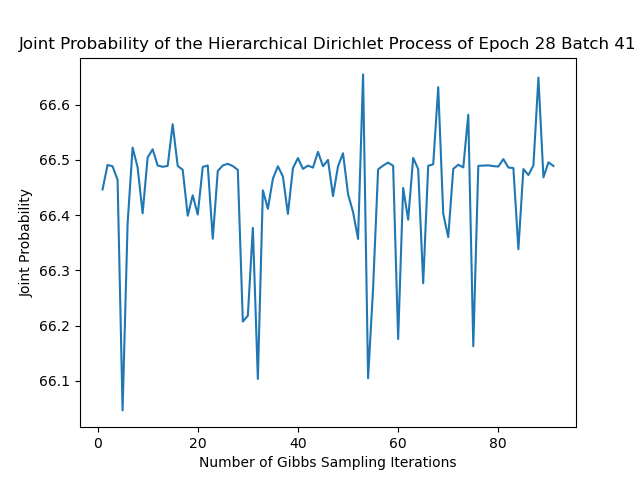 Joint Probability of the Hierarchical Dirichlet Process of Epoch 28 Batch 41
66.6
66.5
66.4
66.3
66.2
66.1
Joint Probability
0 20 40 60 80
Number of Gibbs Sampling Iterations